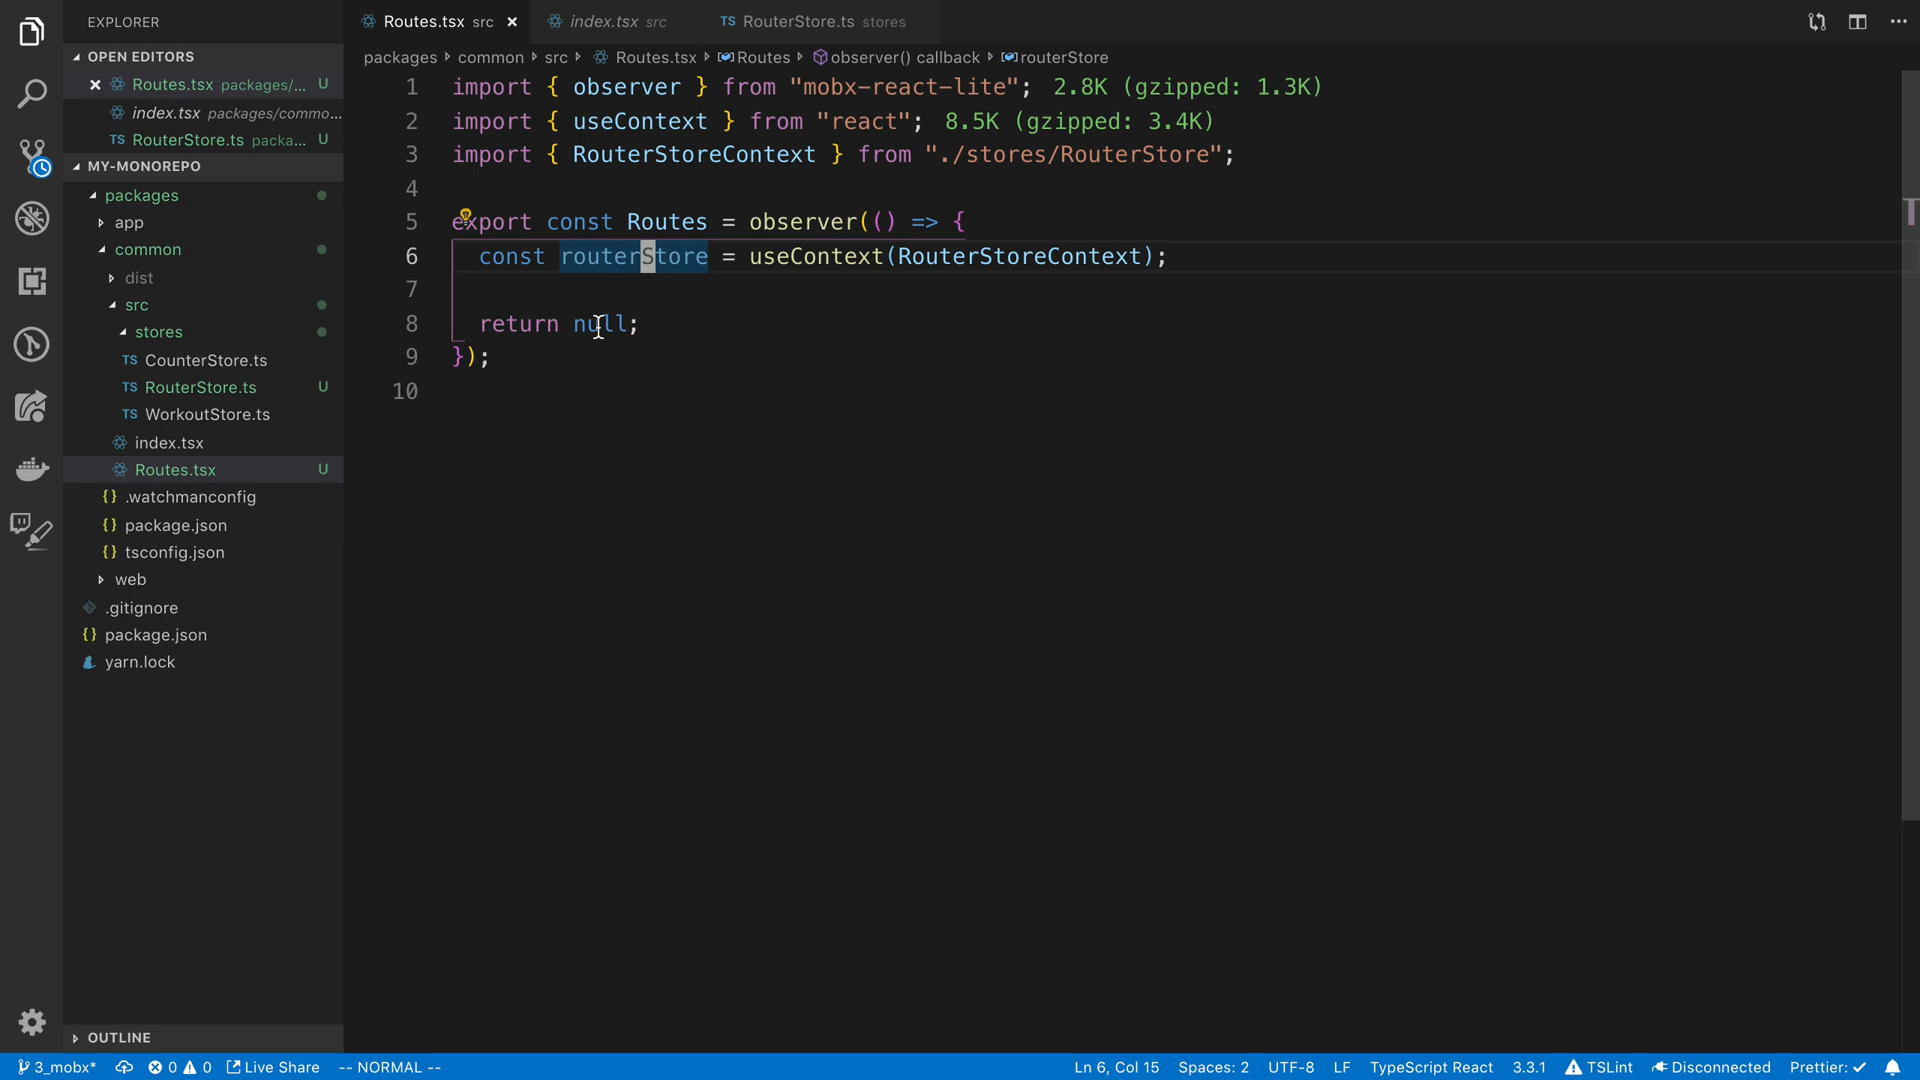 EXPLORER
OPEN EDITORS
Routes.tsx packages/... U
index.tsx packages/commo...
RouterStore.ts packa... U
MY-MONOREPO
packages
app
common
dist
src
stores
TS CounterStore.ts
TS RouterStore.ts U
TS WorkoutStore.ts
index.tsx
Routes.tsx U
{} .watchmanconfig
{} package.json
{} tsconfig.json
web
.gitignore
{} package.json
yarn.lock
OUTLINE
Routes.tsx src
index.tsx src
TS RouterStore.ts stores
packages common src Routes.tsx Routes observer() callback routerStore
1 import { observer } from "mobx-react-lite"; 2.8K (gzipped: 1.3K)
2 import { useContext } from "react"; 8.5K (gzipped: 3.4K)
3 import { RouterStoreContext } from "./stores/RouterStore";
4
5 export const Routes = observer(() => {
6 const routerStore = useContext(RouterStoreContext);
7
8 return null;
9 });
10
3_mobx* 0 0 Live Share -- NORMAL -- Ln 6, Col 15 Spaces: 2 UTF-8 LF TypeScript React 3.3.1 TSLint Disconnected Prettier: